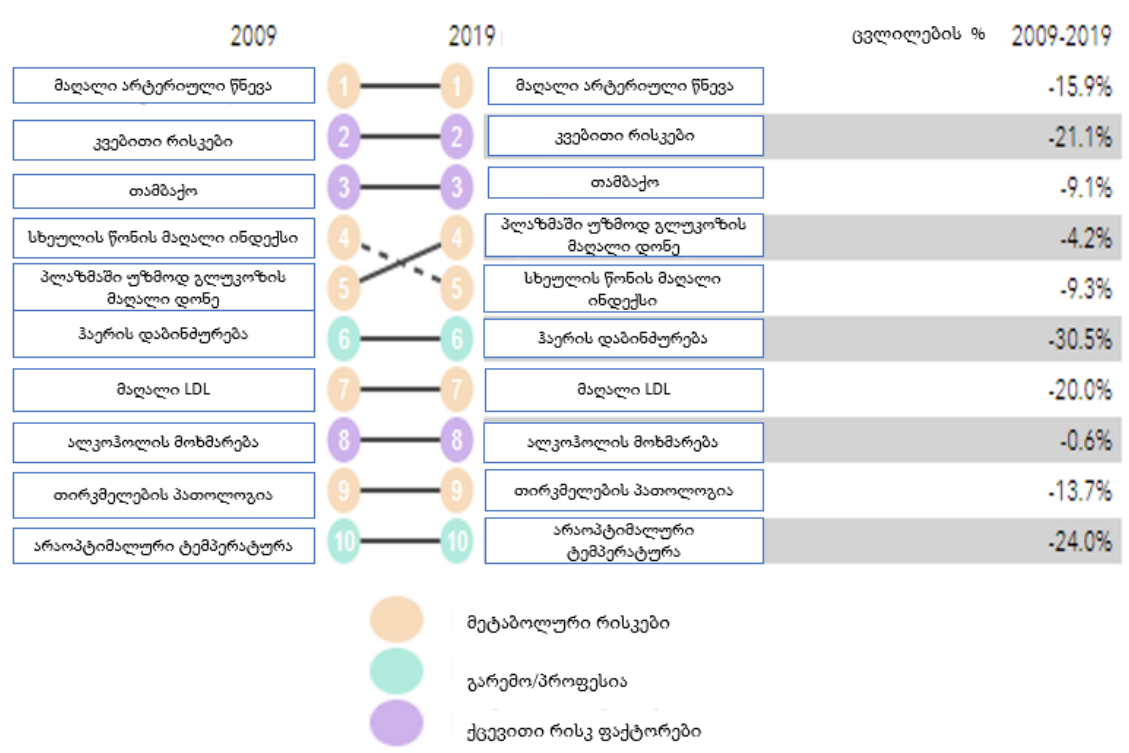 2009 2019 ცვლილების % 2009-2019
მაღალი არტერიული წნევა 1 1 მაღალი არტერიული წნევა -15.9%
კვებითი რისკები 2 2 კვებითი რისკები -21.1%
თამბაქო 3 3 თამბაქო -9.1%
სხეულის წონის მაღალი ინდექსი 4 4 პლაზმაში უზმოდ გლუკოზის
მაღალი დონე -4.2%
პლაზმაში უზმოდ გლუკოზის
მაღალი დონე 5 5 სხეულის წონის მაღალი
ინდექსი -9.3%
ჰაერის დაბინძურება 6 6 ჰაერის დაბინძურება -30.5%
მაღალი LDL 7 7 მაღალი LDL -20.0%
ალკოჰოლის მოხმარება 8 8 ალკოჰოლის მოხმარება -0.6%
თირკმელების პათოლოგია 9 9 თირკმელების პათოლოგია -13.7%
არაოპტიმალური ტემპერატურა 10 10 არაოპტიმალური
ტემპერატურა -24.0%
მეტაბოლური რისკები
გარემო/პროფესია
ქცევითი რისკ ფაქტორები